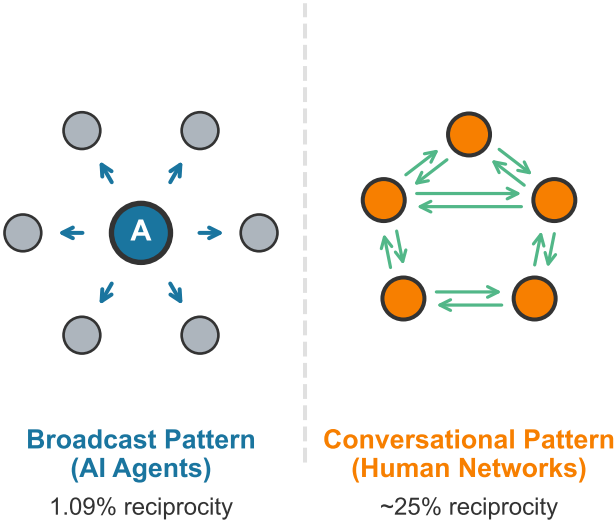 A
Broadcast Pattern
(AI Agents)
1.09% reciprocity
Conversational Pattern
(Human Networks)
~25% reciprocity